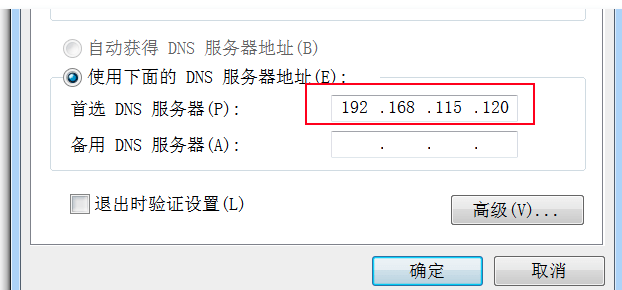 自动获得 DNS 服务器地址(B)
使用下面的 DNS 服务器地址(E):
首选 DNS 服务器(P): 192 .168 .115 .120
备用 DNS 服务器(A): . . .
退出时验证设置(L)
高级(V)...
确定 取消